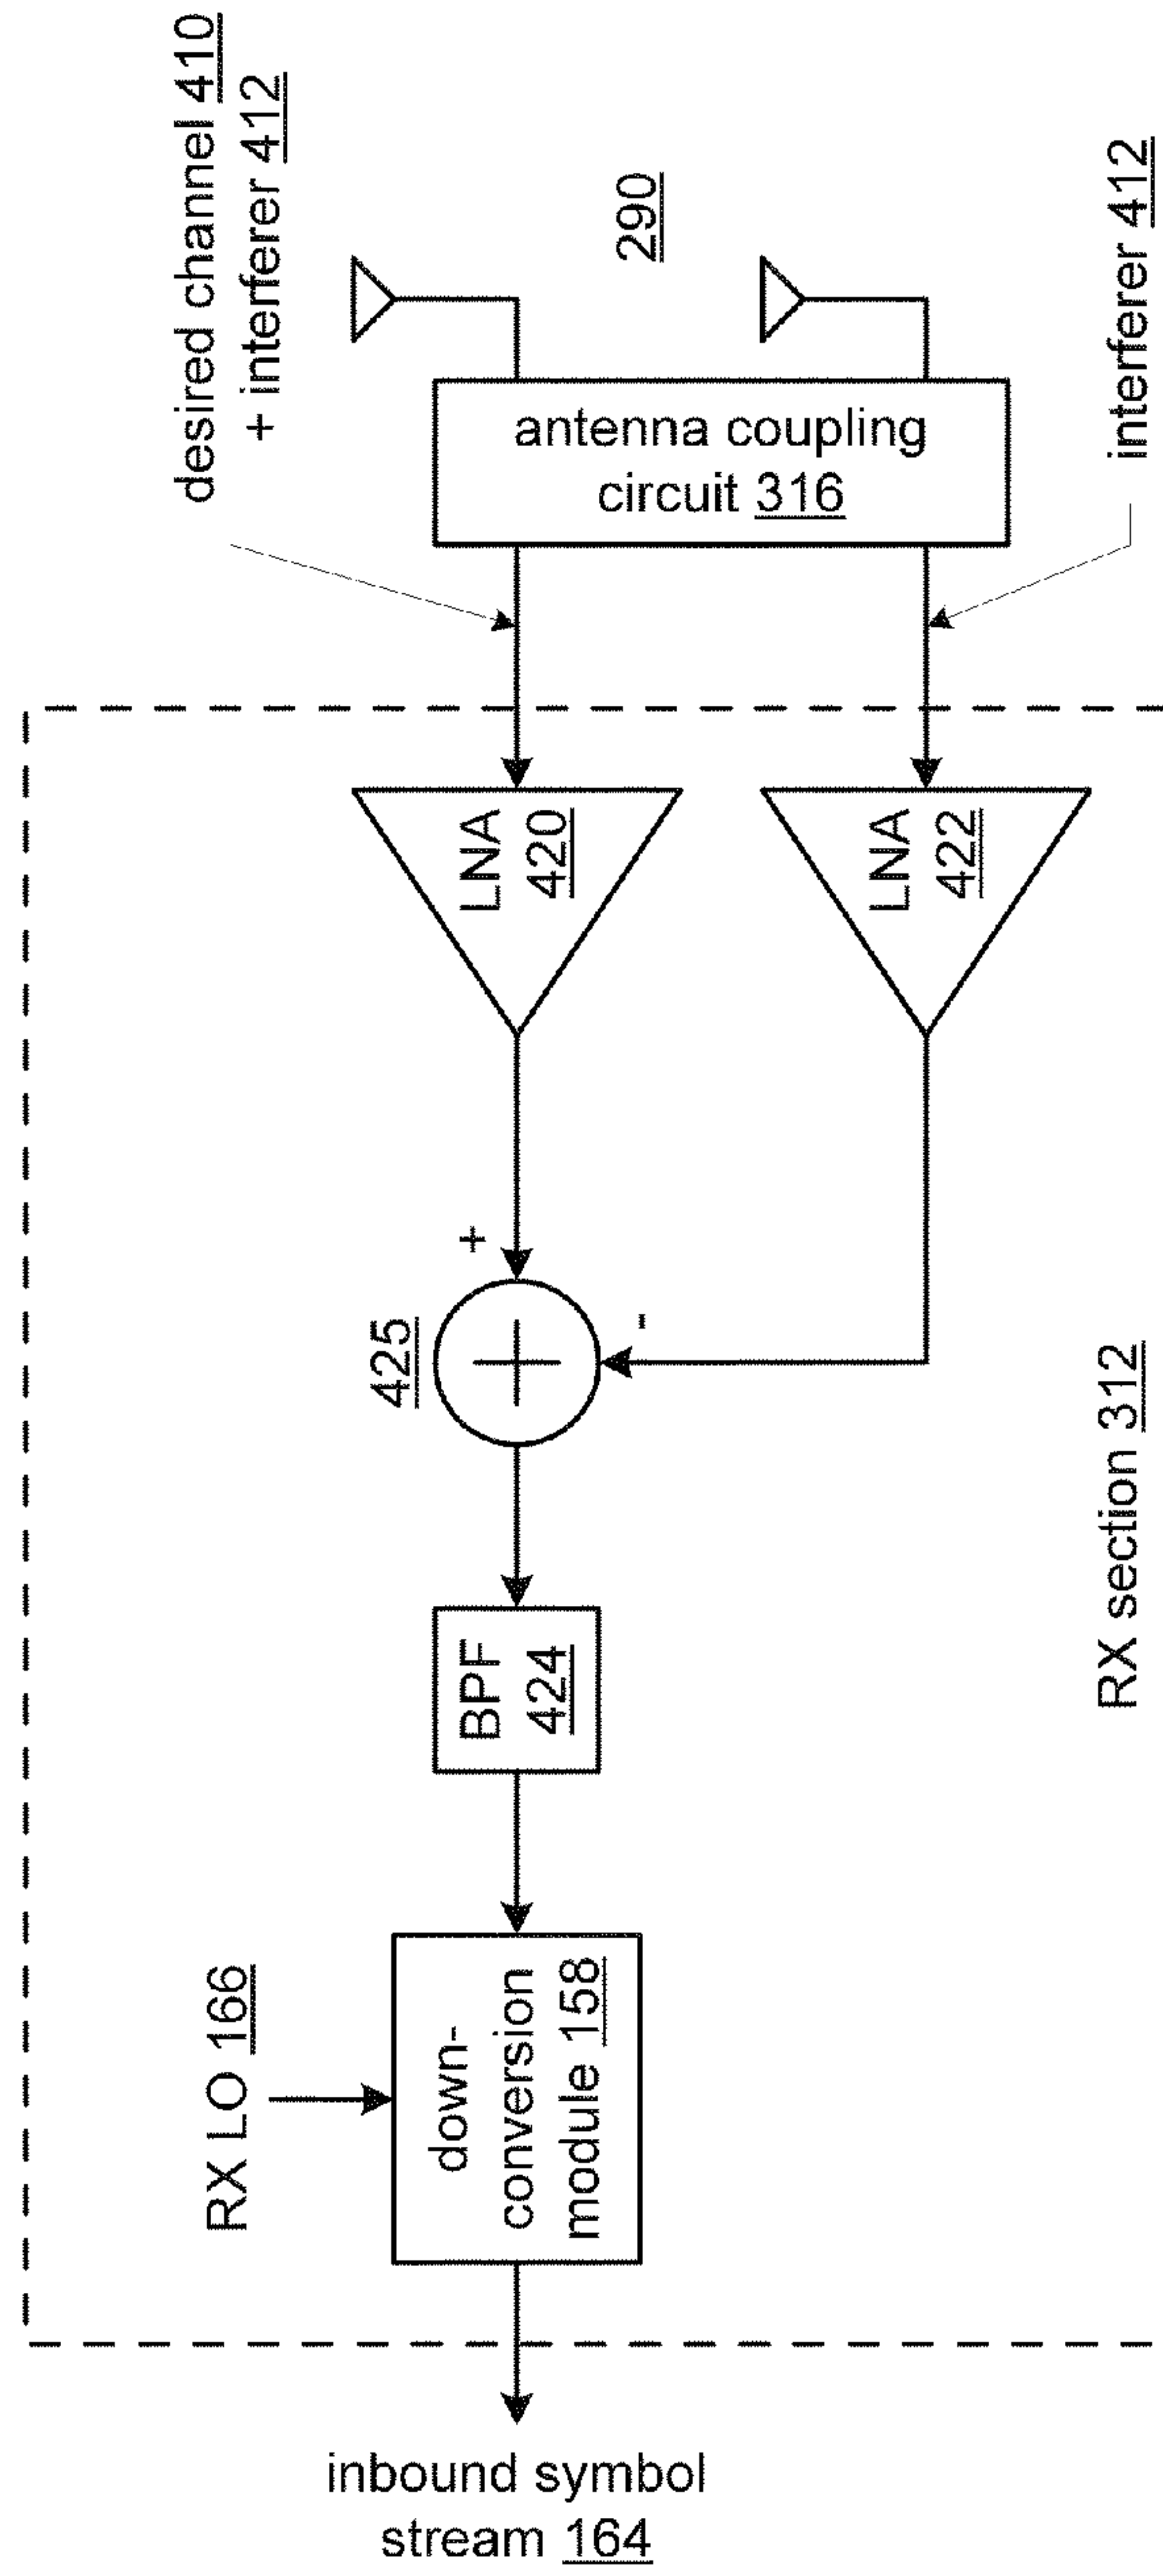 desired channel 410
+ interferer 412
290
antenna coupling
circuit 316
interferer 412
LNA
420
LNA
422
+
-
425
BPF
424
RX section 312
RX LO 166
down-
conversion
module 158
inbound symbol
stream 164